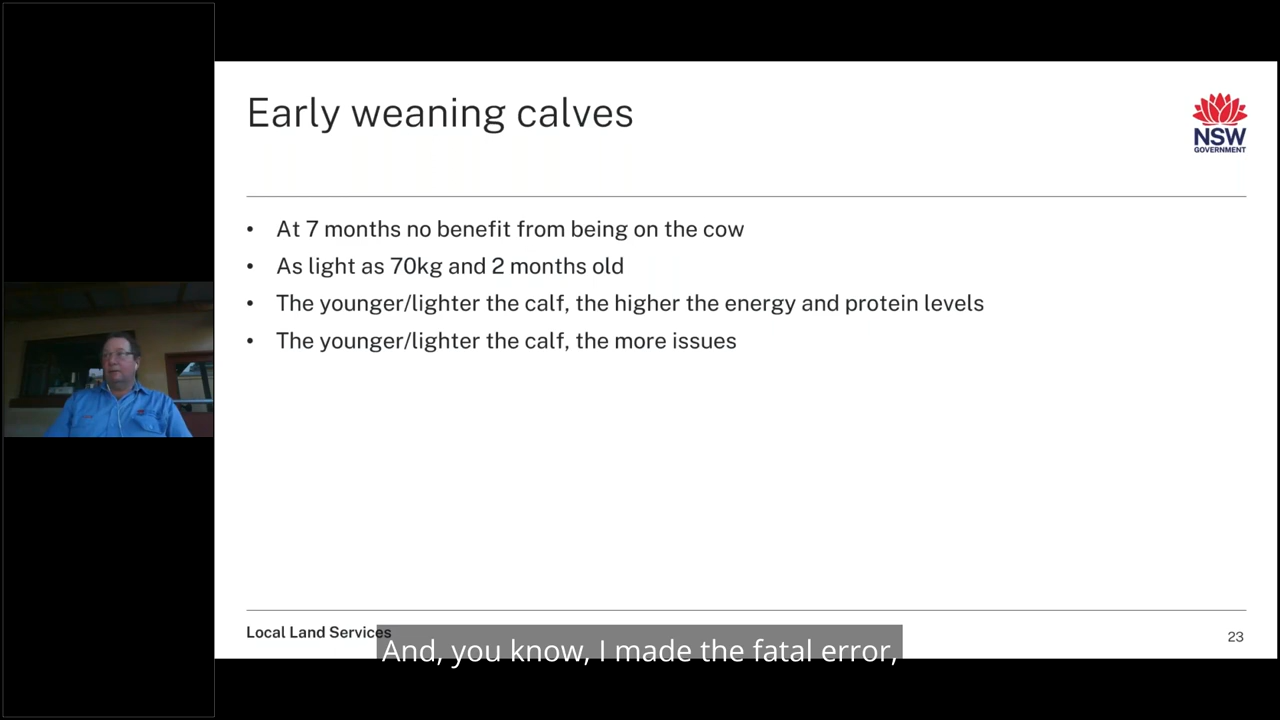 Early weaning calves
NSW
GOVERNMENT
• At 7 months no benefit from being on the cow
• As light as 70kg and 2 months old
• The younger/lighter the calf, the higher the energy and protein levels
• The younger/lighter the calf, the more issues
Local Land Services
23
And, you know, I made the fatal error,